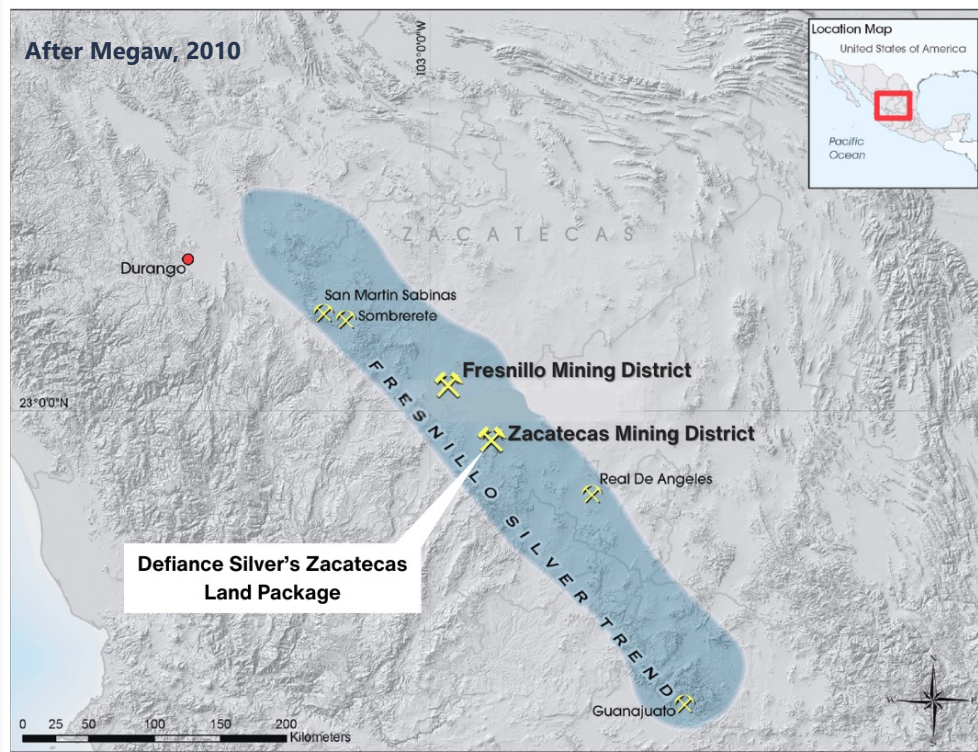 After Megaw, 2010
103°0'0"W
Location Map
United States of America
Pacific
Ocean
ZACATECAS
Durango
San Martin Sabinas
Sombrerete
Fresnillo Mining District
23°0'0"N
Zacatecas Mining District
Real De Angeles
FRESNILLO SILVER TREND
Defiance Silver's Zacatecas
Land Package
Guanajuato
0 25 50 100 150 200
Kilometers
N
W E
S